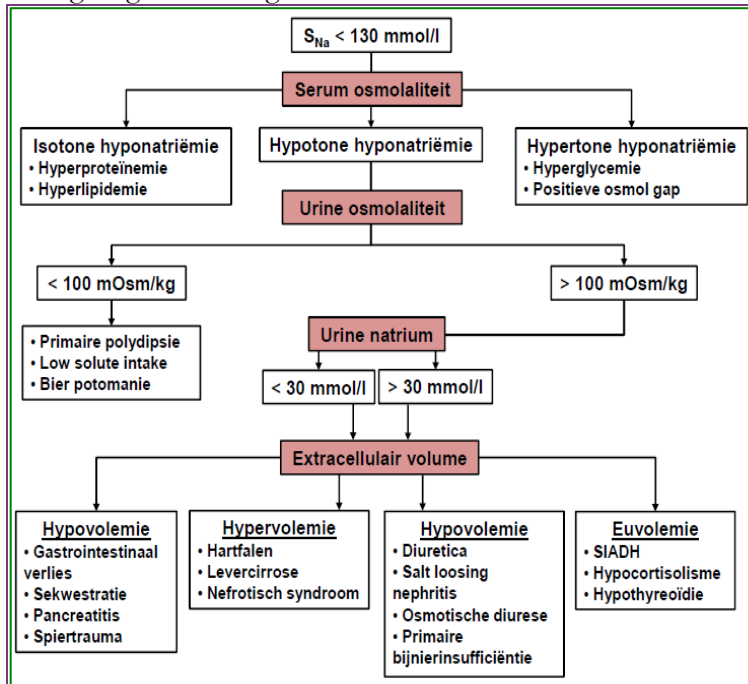 S_Na < 130 mmol/l
Serum osmolaliteit
Isotone hyponatriëmie
• Hyperproteïnemie
• Hyperlipidemie
Hypotone hyponatriëmie
Hypertone hyponatriëmie
• Hyperglycemie
• Positieve osmol gap
Urine osmolaliteit
< 100 mOsm/kg
> 100 mOsm/kg
• Primaire polydipsie
• Low solute intake
• Bier potomanie
Urine natrium
< 30 mmol/l
> 30 mmol/l
Extracellulair volume
Hypovolemie
• Gastrointestinaal
verlies
• Sekwestratie
• Pancreatitis
• Spiertrauma
Hypervolemie
• Hartfalen
• Levercirrose
• Nefrotisch syndroom
Hypovolemie
• Diuretica
• Salt loosing
nephritis
• Osmotische diurese
• Primaire
bijnierinsufficiëntie
Euvolemie
• SIADH
• Hypocortisolisme
• Hypothyreoïdie